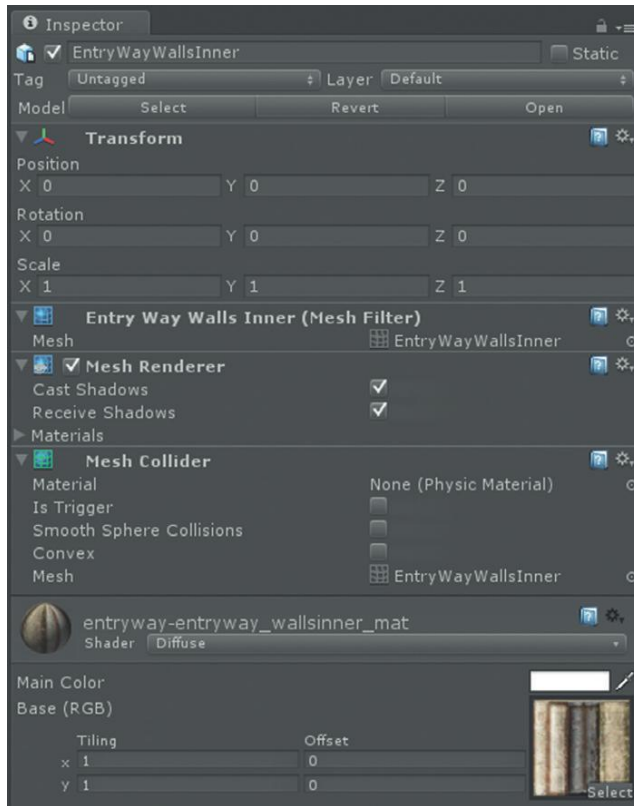 Inspector
EntryWayWallsInner Static
Tag Untagged Layer Default
Model Select Revert Open
Transform
Position
X 0 Y 0 Z 0
Rotation
X 0 Y 0 Z 0
Scale
X 1 Y 1 Z 1
Entry Way Walls Inner (Mesh Filter)
Mesh EntryWayWallsInner
Mesh Renderer
Cast Shadows
Receive Shadows
Materials
Mesh Collider
Material None (Physic Material)
Is Trigger
Smooth Sphere Collisions
Convex
Mesh EntryWayWallsInner
entryway-entryway_wallsinner_mat
Shader Diffuse
Main Color
Base (RGB)
Tiling Offset
x 1 0
y 1 0
Select